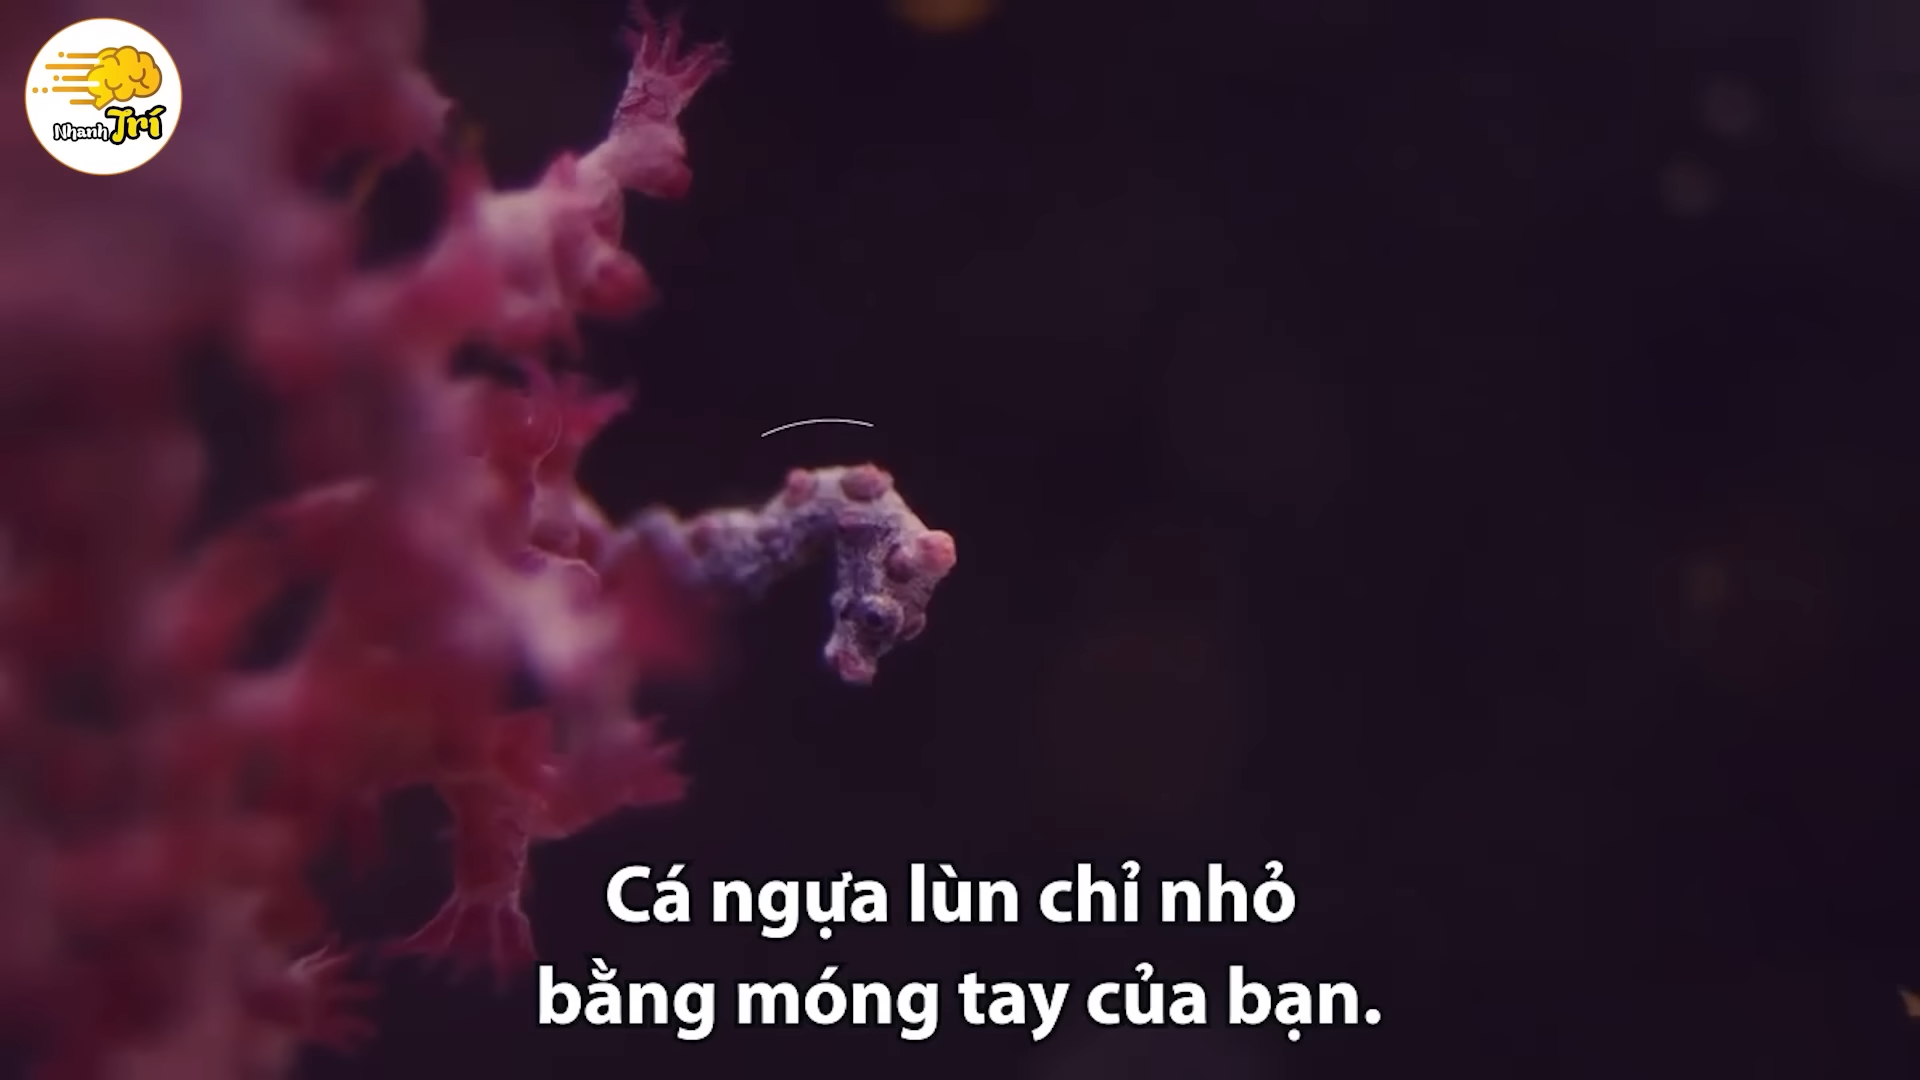 Nhanh Trí
Cá ngựa lùn chỉ nhỏ
bằng móng tay của bạn.